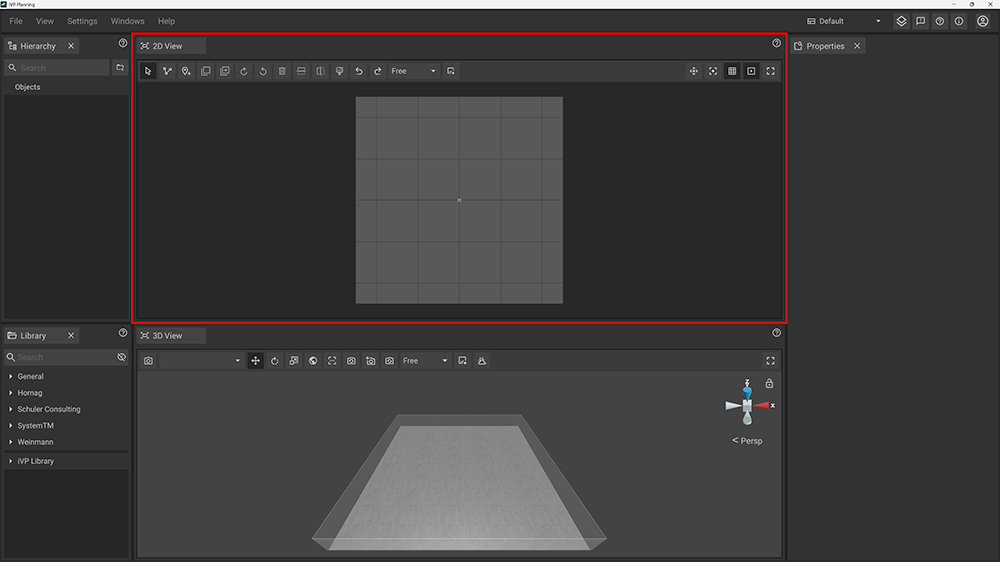 iVP Planning
File View Settings Windows Help
Default
Hierarchy
Search
Objects
2D View
Free
Properties
Library
Search
General
Homag
Schuler Consulting
SystemTM
Weinmann
iVP Library
3D View
Free
Z
X
< Persp